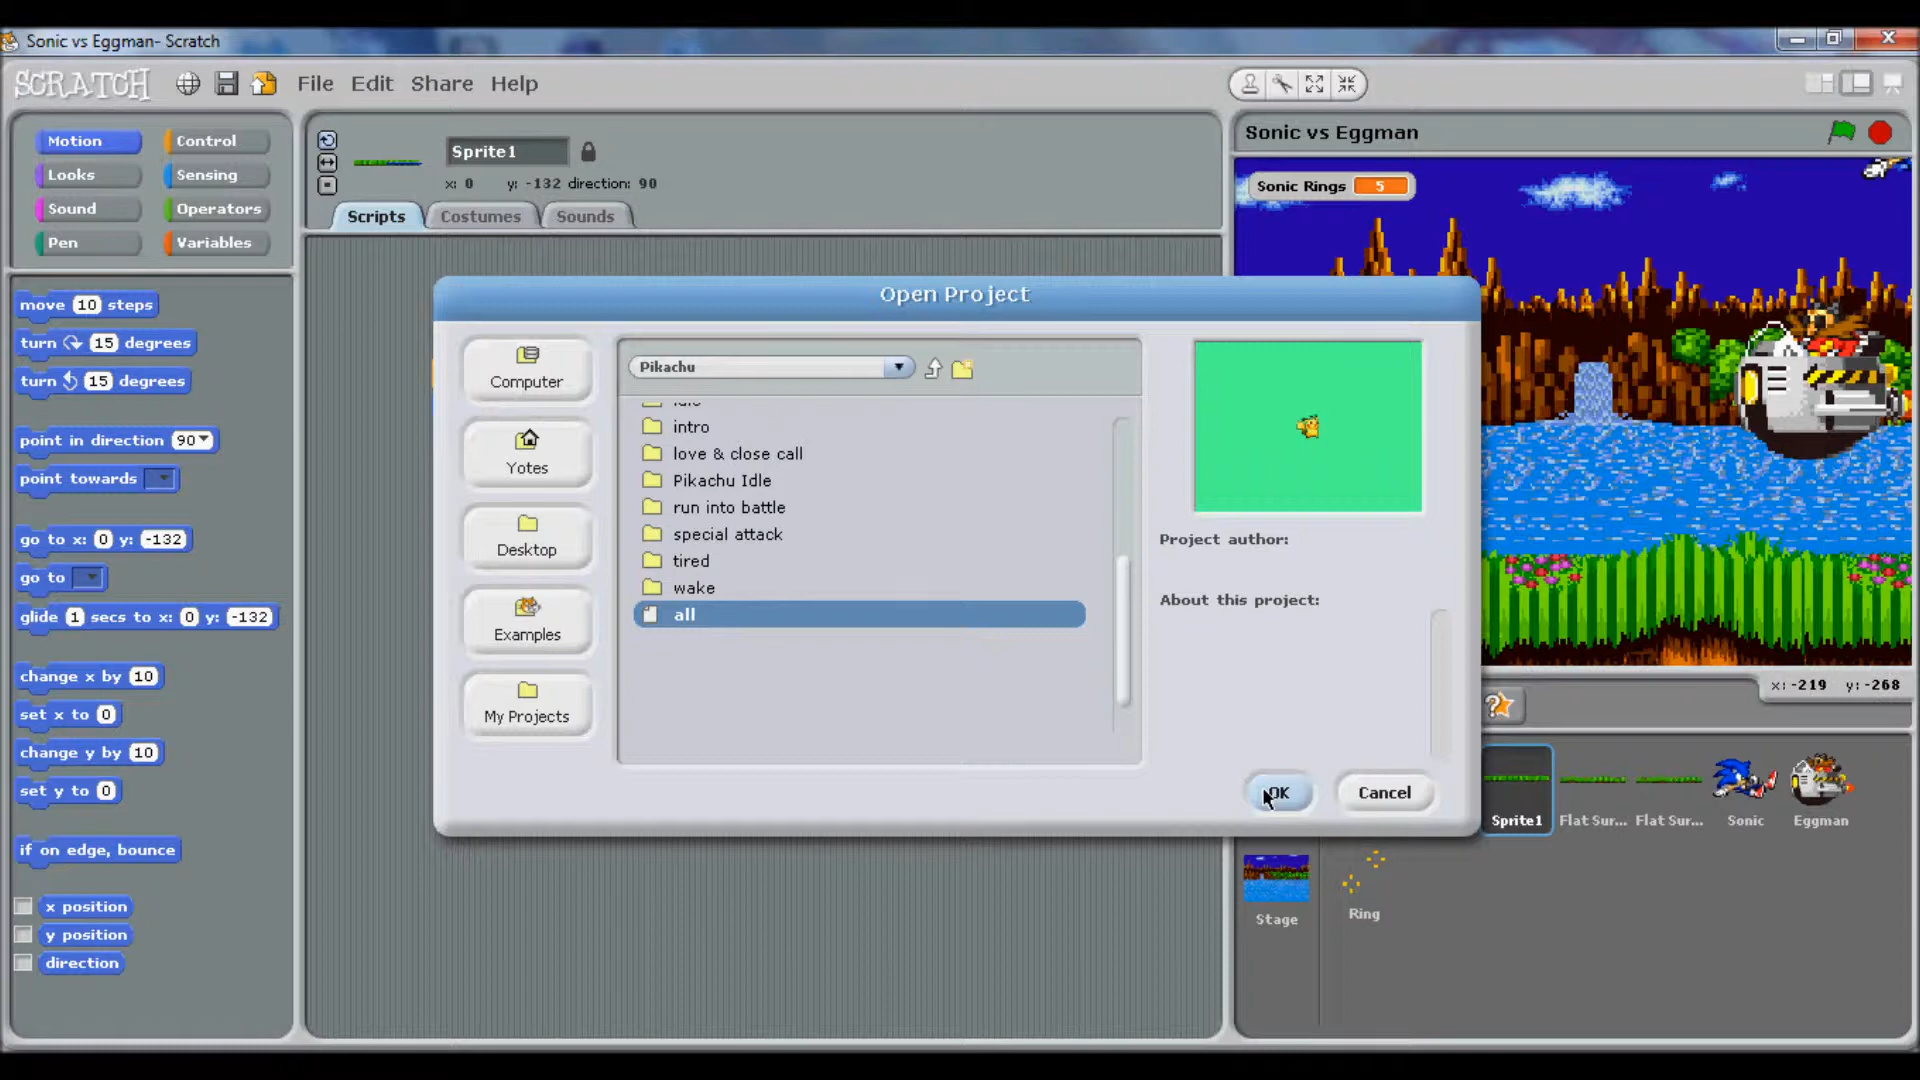 Sonic vs Eggman- Scratch
SCRATCH File Edit Share Help
Motion Control
Looks Sensing
Sound Operators
Pen Variables
Sprite1
x: 0 y: -132 direction: 90
Scripts Costumes Sounds
Sonic vs Eggman
Sonic Rings 5
move 10 steps
turn 15 degrees
turn 15 degrees
point in direction 90
point towards
go to x: 0 y: -132
go to
glide 1 secs to x: 0 y: -132
change x by 10
set x to 0
change y by 10
set y to 0
if on edge, bounce
x position
y position
direction
Open Project
Computer
Yotes
Desktop
Examples
My Projects
Pikachu
intro
love & close call
Pikachu Idle
run into battle
special attack
tired
wake
all
Project author:
About this project:
OK Cancel
x: -219 y: -268
Sprite1 Flat Sur... Flat Sur... Sonic Eggman
Stage Ring